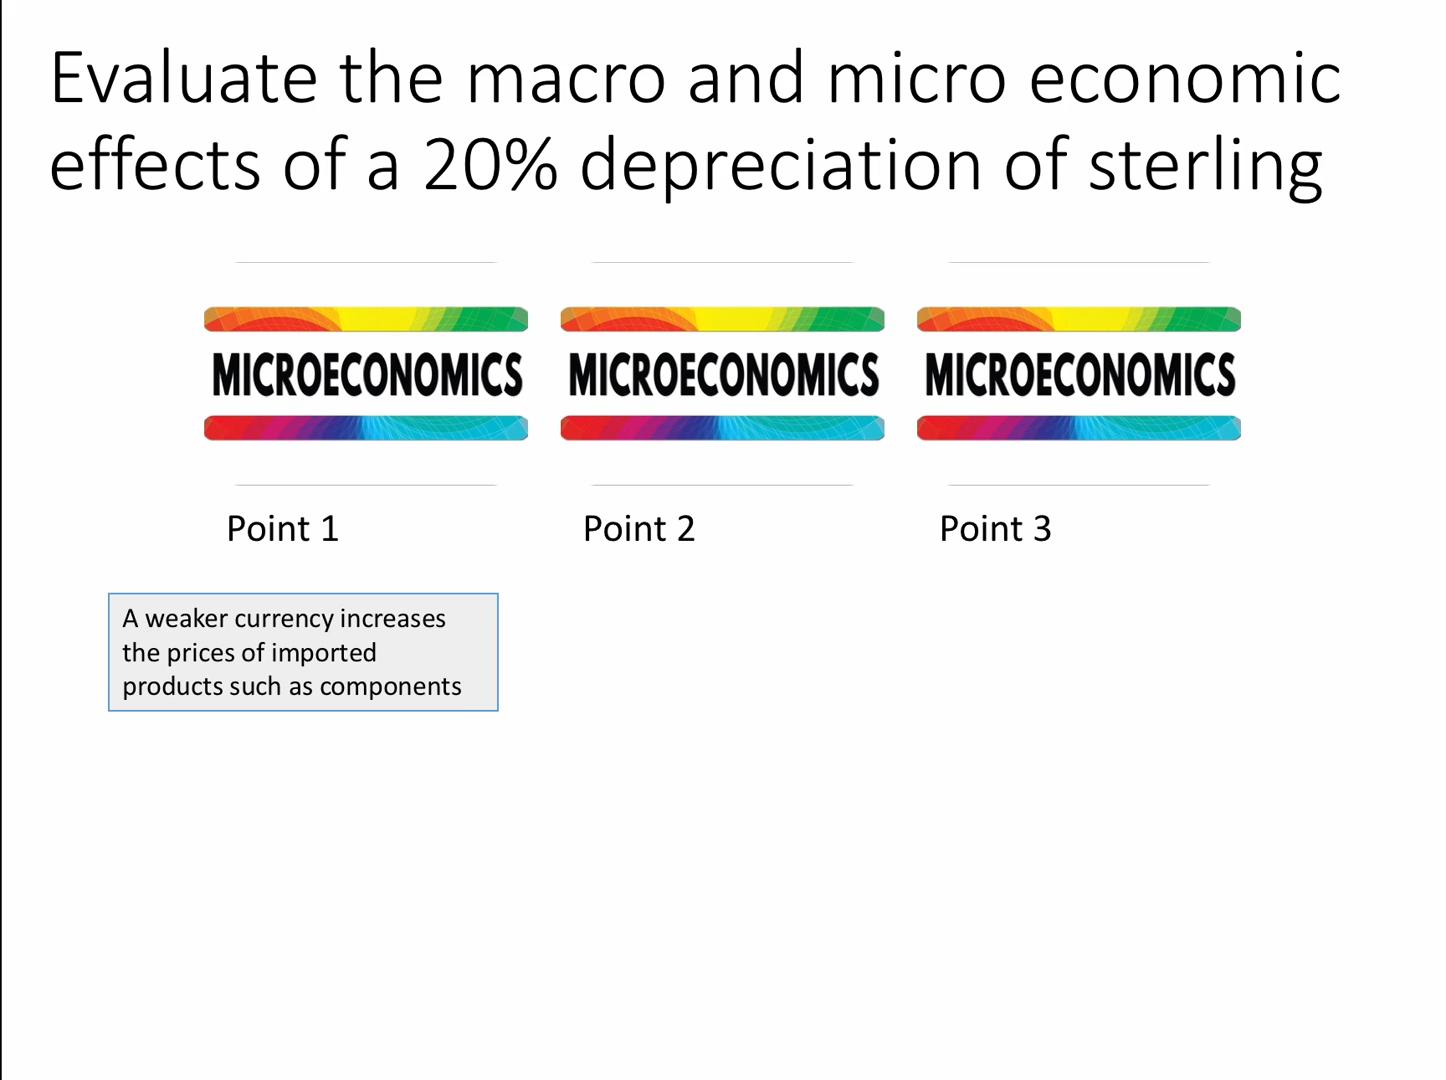 Evaluate the macro and micro economic
effects of a 20% depreciation of sterling
MICROECONOMICS
MICROECONOMICS
MICROECONOMICS
Point 1
Point 2
Point 3
A weaker currency increases
the prices of imported
products such as components